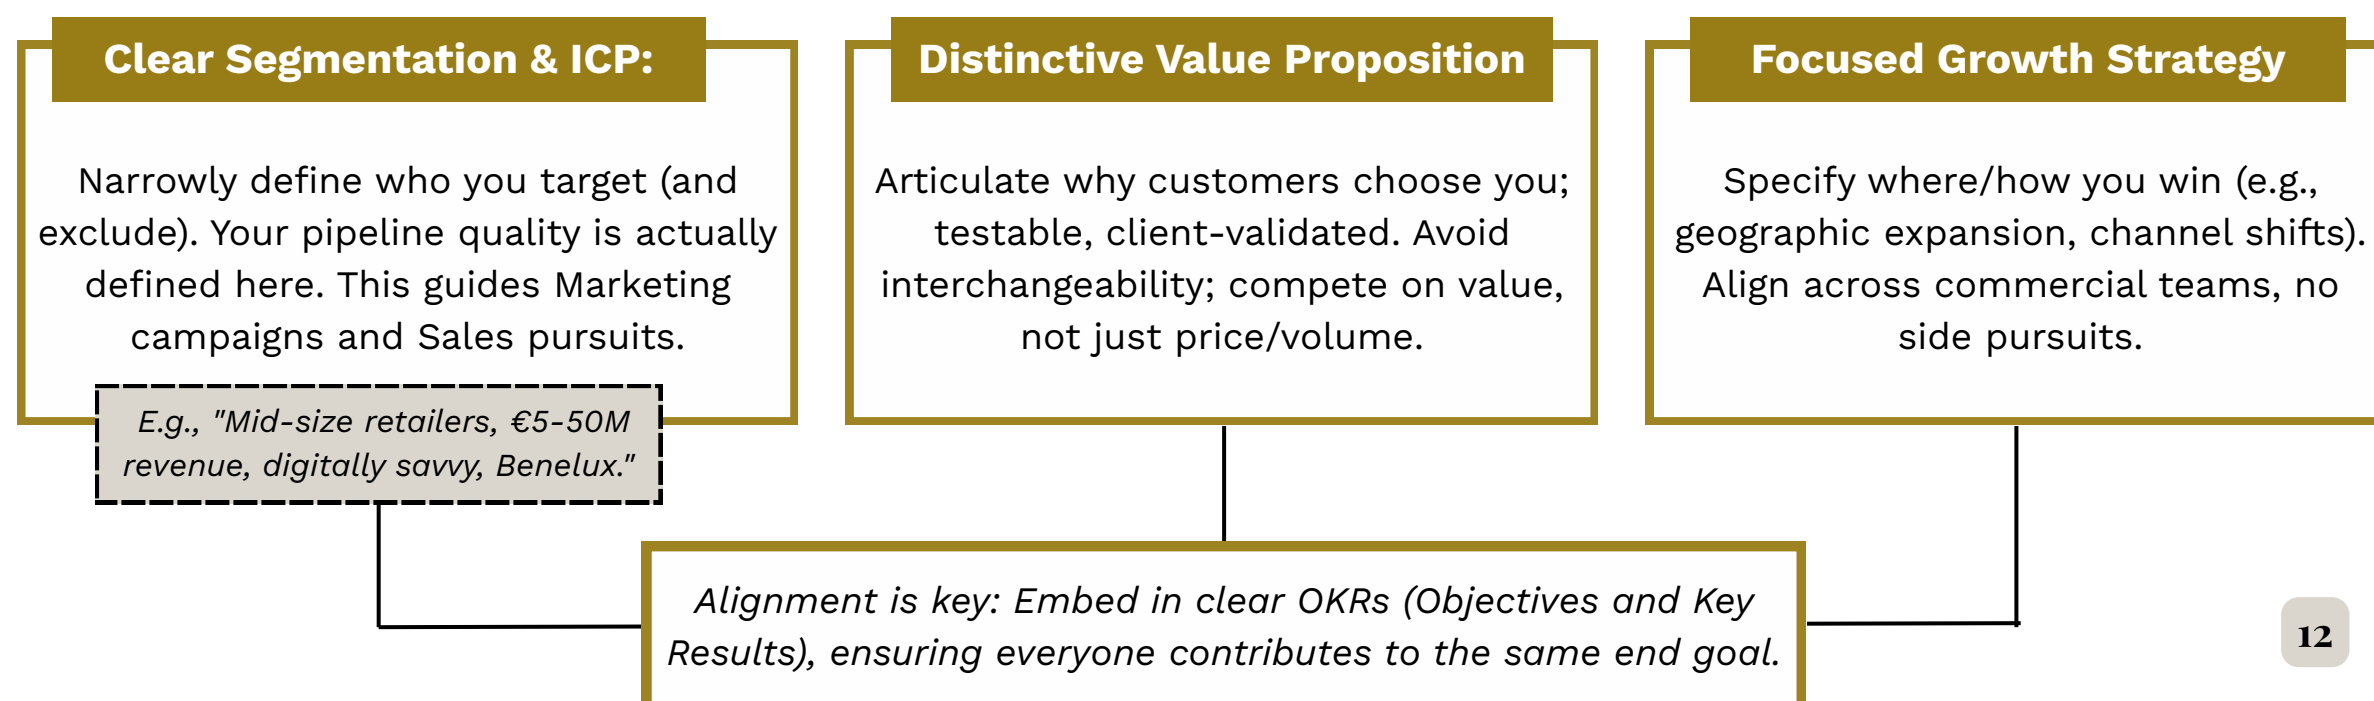 Clear Segmentation & ICP:
Narrowly define who you target (and
exclude). Your pipeline quality is actually
defined here. This guides Marketing
campaigns and Sales pursuits.
E.g., "Mid-size retailers, €5-50M
revenue, digitally savvy, Benelux."
Distinctive Value Proposition
Articulate why customers choose you;
testable, client-validated. Avoid
interchangeability; compete on value,
not just price/volume.
Focused Growth Strategy
Specify where/how you win (e.g.,
geographic expansion, channel shifts).
Align across commercial teams, no
side pursuits.
Alignment is key: Embed in clear OKRs (Objectives and Key
Results), ensuring everyone contributes to the same end goal.
12